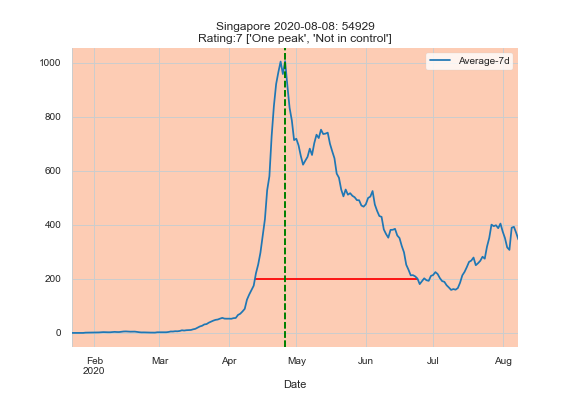 Singapore 2020-08-08: 54929
Rating:7 ['One peak', 'Not in control']
Average-7d
1000
800
600
400
200
0
Feb
2020
Mar
Apr
May
Jun
Jul
Aug
Date